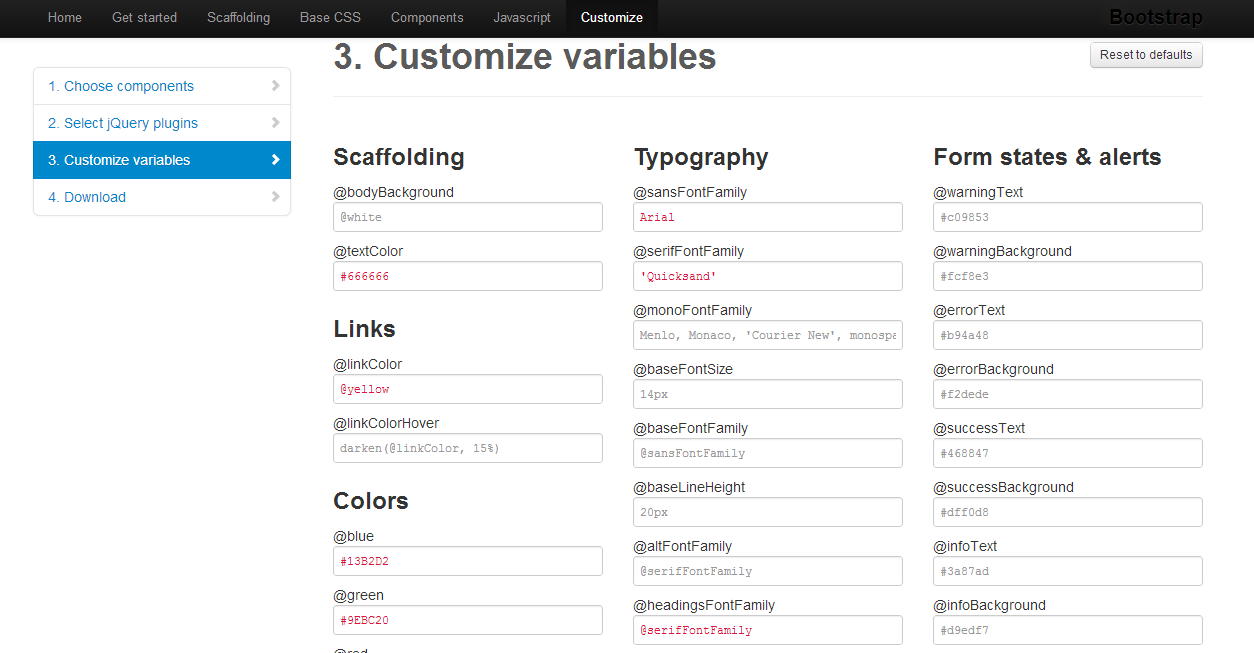 Home Get started Scaffolding Base CSS Components Javascript Customize Bootstrap
3. Customize variables
Reset to defaults
1. Choose components
2. Select jQuery plugins
3. Customize variables
4. Download
Scaffolding
@bodyBackground
@white
@textColor
#666666
Links
@linkColor
@yellow
@linkColorHover
darken(@linkColor, 15%)
Colors
@blue
#13B2D2
@green
#9EBC20
@red
Typography
@sansFontFamily
Arial
@serifFontFamily
'Quicksand'
@monoFontFamily
Menlo, Monaco, 'Courier New', monospa
@baseFontSize
14px
@baseFontFamily
@sansFontFamily
@baseLineHeight
20px
@altFontFamily
@serifFontFamily
@headingsFontFamily
@serifFontFamily
Form states & alerts
@warningText
#c09853
@warningBackground
#fcf8e3
@errorText
#b94a48
@errorBackground
#f2dede
@successText
#468847
@successBackground
#dff0d8
@infoText
#3a87ad
@infoBackground
#d9edf7